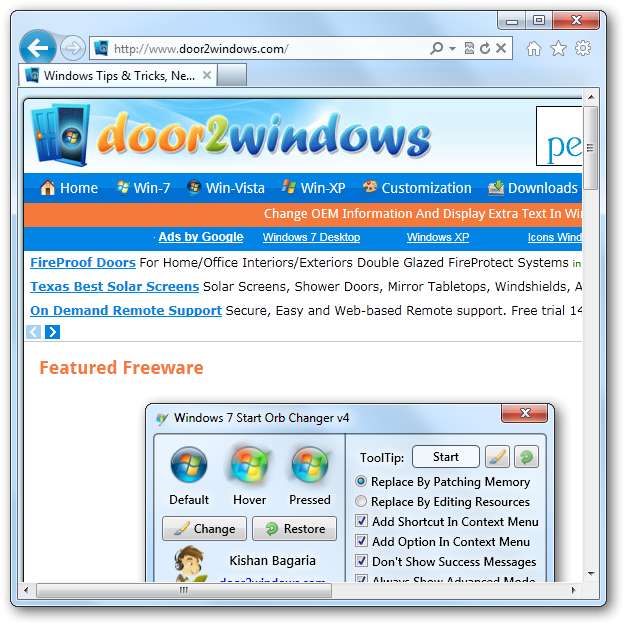 http://www.door2windows.com/
Windows Tips & Tricks, Ne...
door2windows
Home Win-7 Win-Vista Win-XP Customization Downloads
Change OEM Information And Display Extra Text In
Ads by Google Windows 7 Desktop Windows XP Icons
FireProof Doors For Home/Office Interiors/Exteriors Double Glazed FireProtect Systems in
Texas Best Solar Screens Solar Screens, Shower Doors, Mirror Tabletops, Windshields,
On Demand Remote Support Secure, Easy and Web-based Remote support. Free trial 14
Featured Freeware
Windows 7 Start Orb Changer v4
ToolTip: Start
Default Hover Pressed
Replace By Patching Memory
Replace By Editing Resources
Change Restore
Add Shortcut In Context Menu
Add Option In Context Menu
Kishan Bagaria
Don't Show Success Messages
door2windows.com
Always Show Advanced Mode